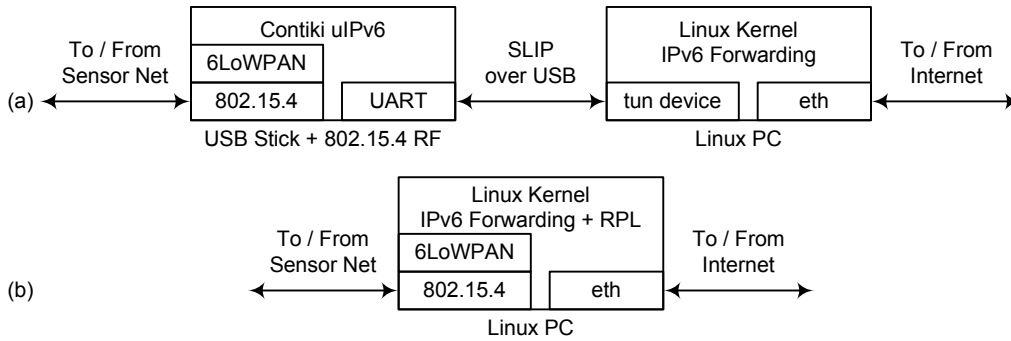 Contiki uIPv6
Linux Kernel
IPv6 Forwarding
To / From
Sensor Net
SLIP
over USB
To / From
Internet
6LoWPAN
(a)
802.15.4
UART
tun device
eth
USB Stick + 802.15.4 RF
Linux PC
Linux Kernel
IPv6 Forwarding + RPL
To / From
Sensor Net
To / From
Internet
6LoWPAN
(b)
802.15.4
eth
Linux PC